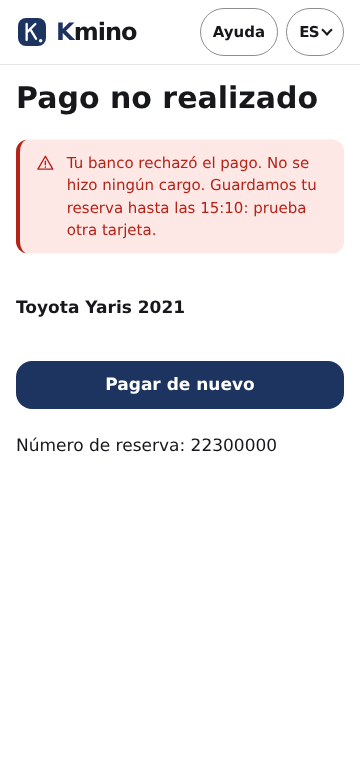 K. Kmino
Ayuda
ES
Pago no realizado
Tu banco rechazó el pago. No se
hizo ningún cargo. Guardamos tu
reserva hasta las 15:10: prueba
otra tarjeta.
Toyota Yaris 2021
Pagar de nuevo
Número de reserva: 22300000